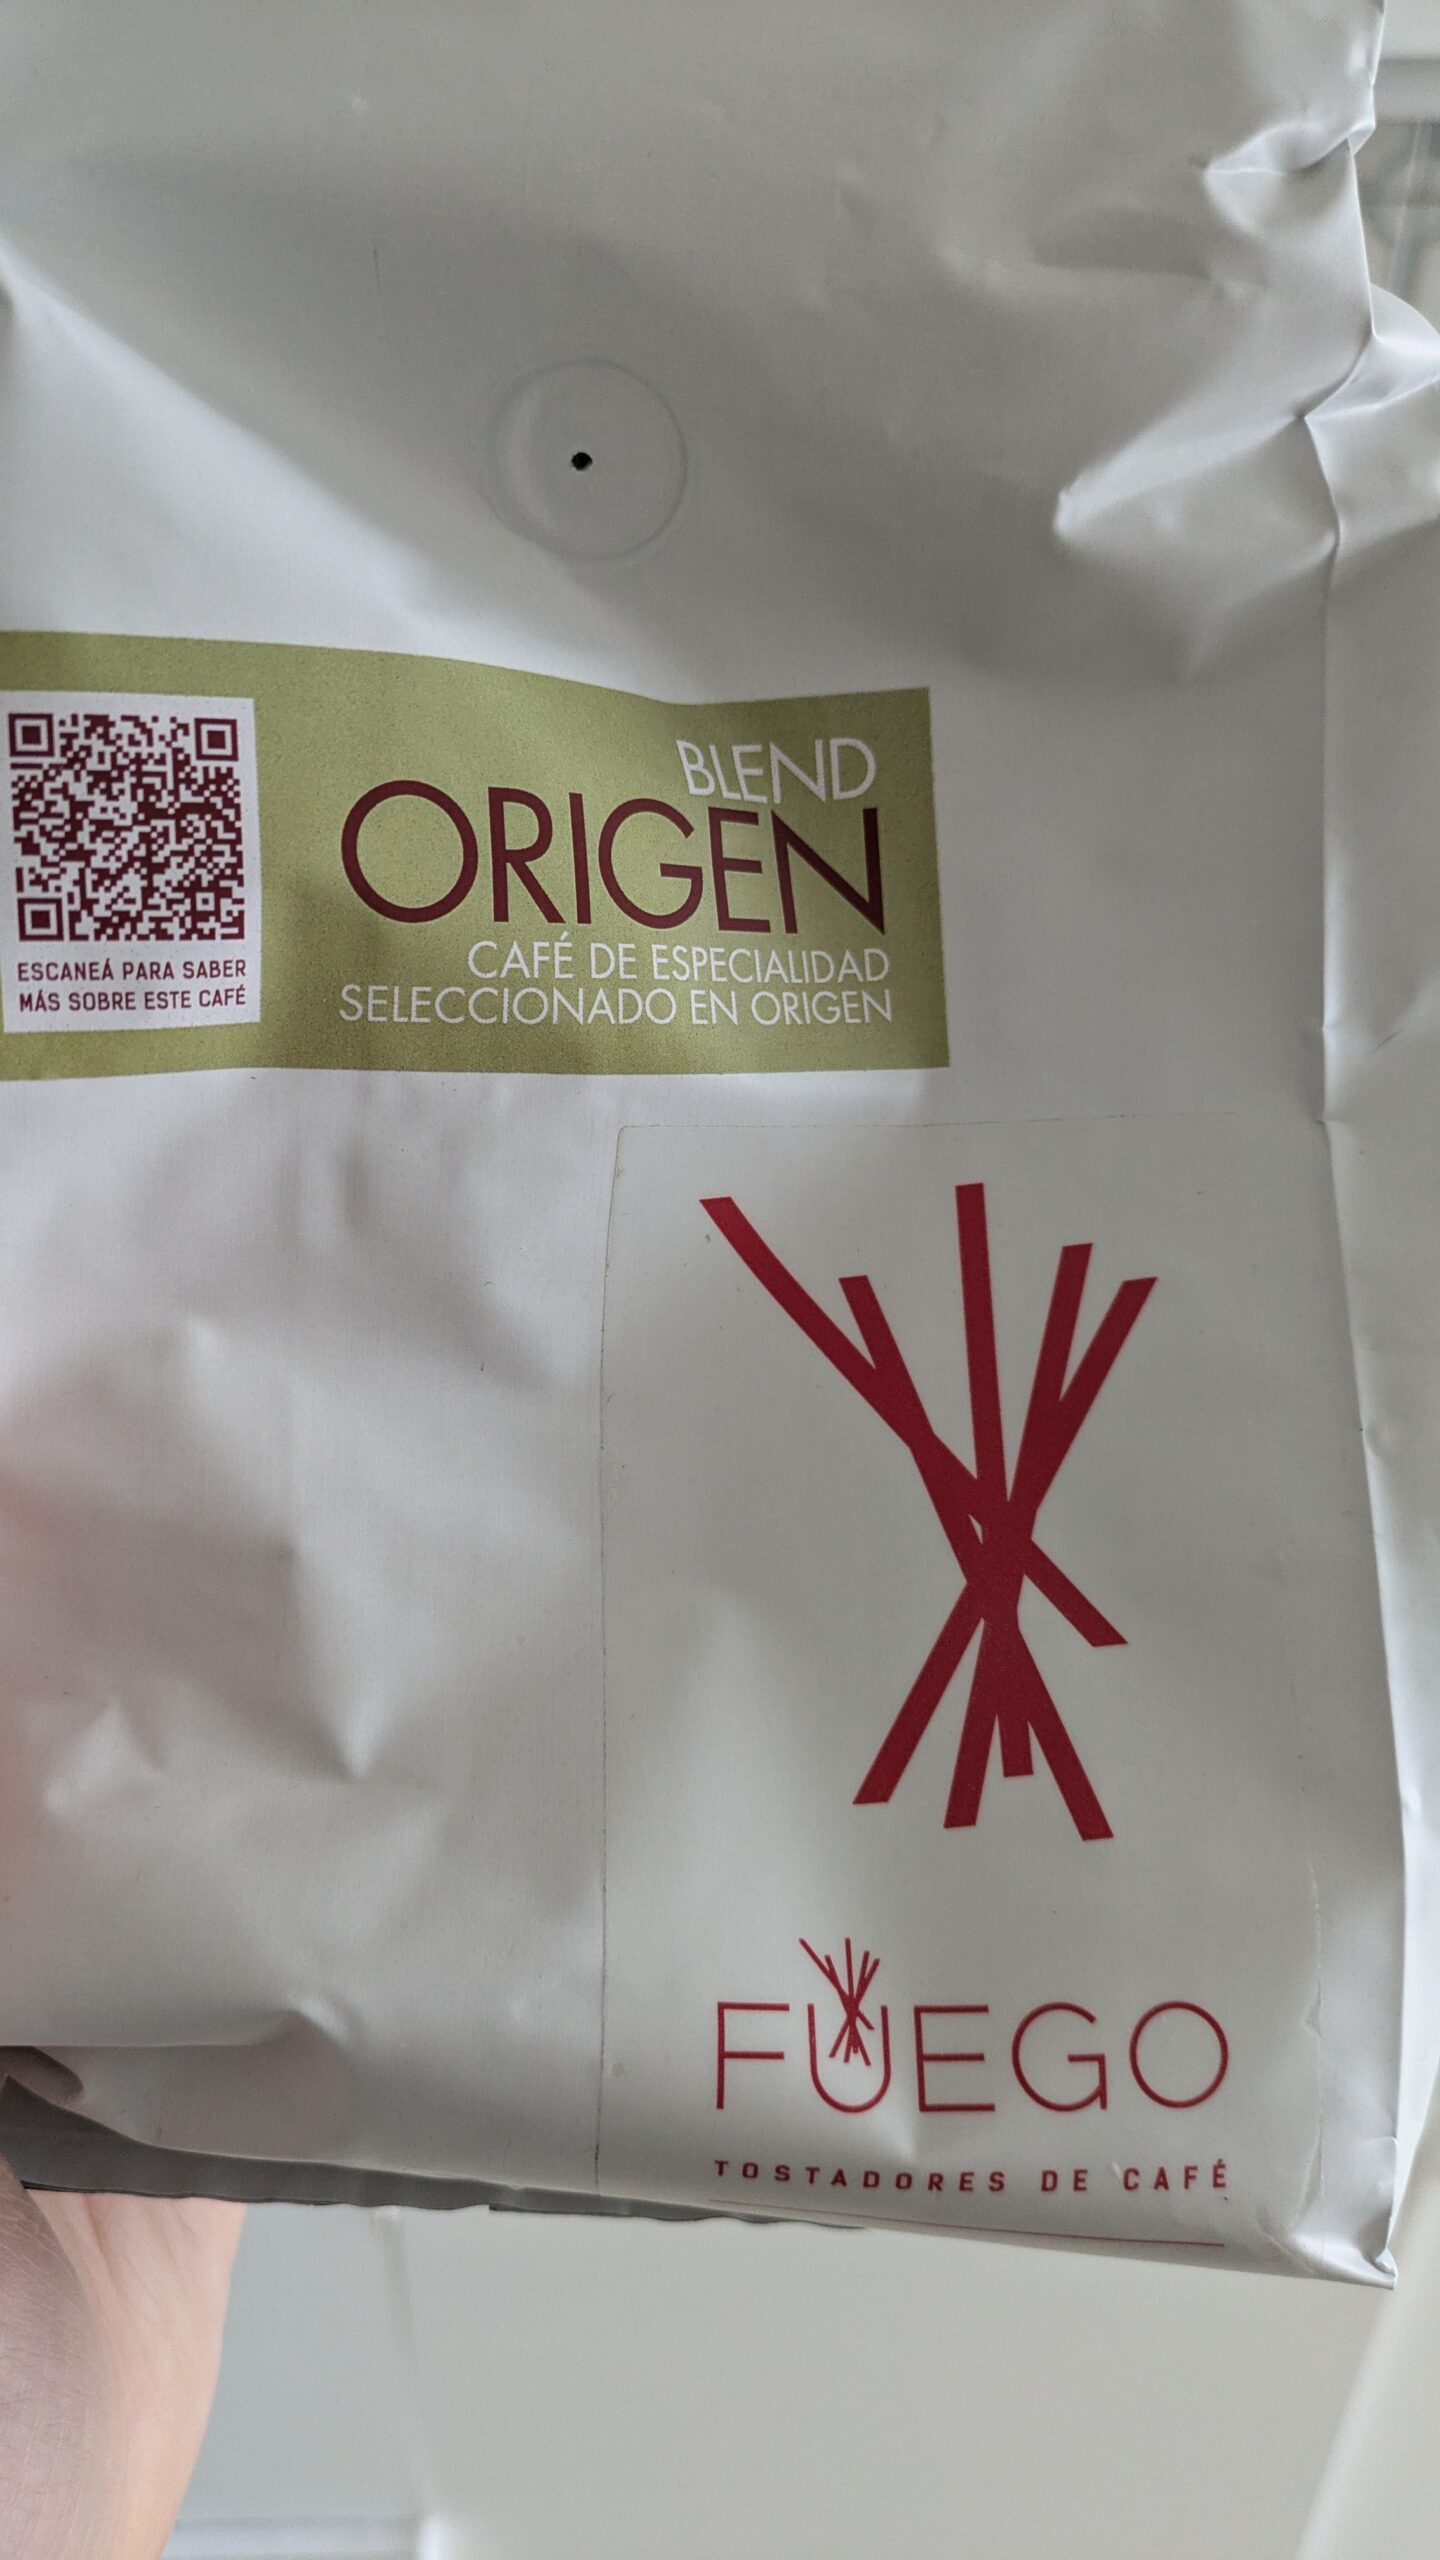 BLEND
ORIGEN
CAFÉ DE ESPECIALIDAD
SELECCIONADO EN ORIGEN
ESCANEÁ PARA SABER
MÁS SOBRE ESTE CAFÉ
FUEGO
TOSTADORES DE CAFÉ